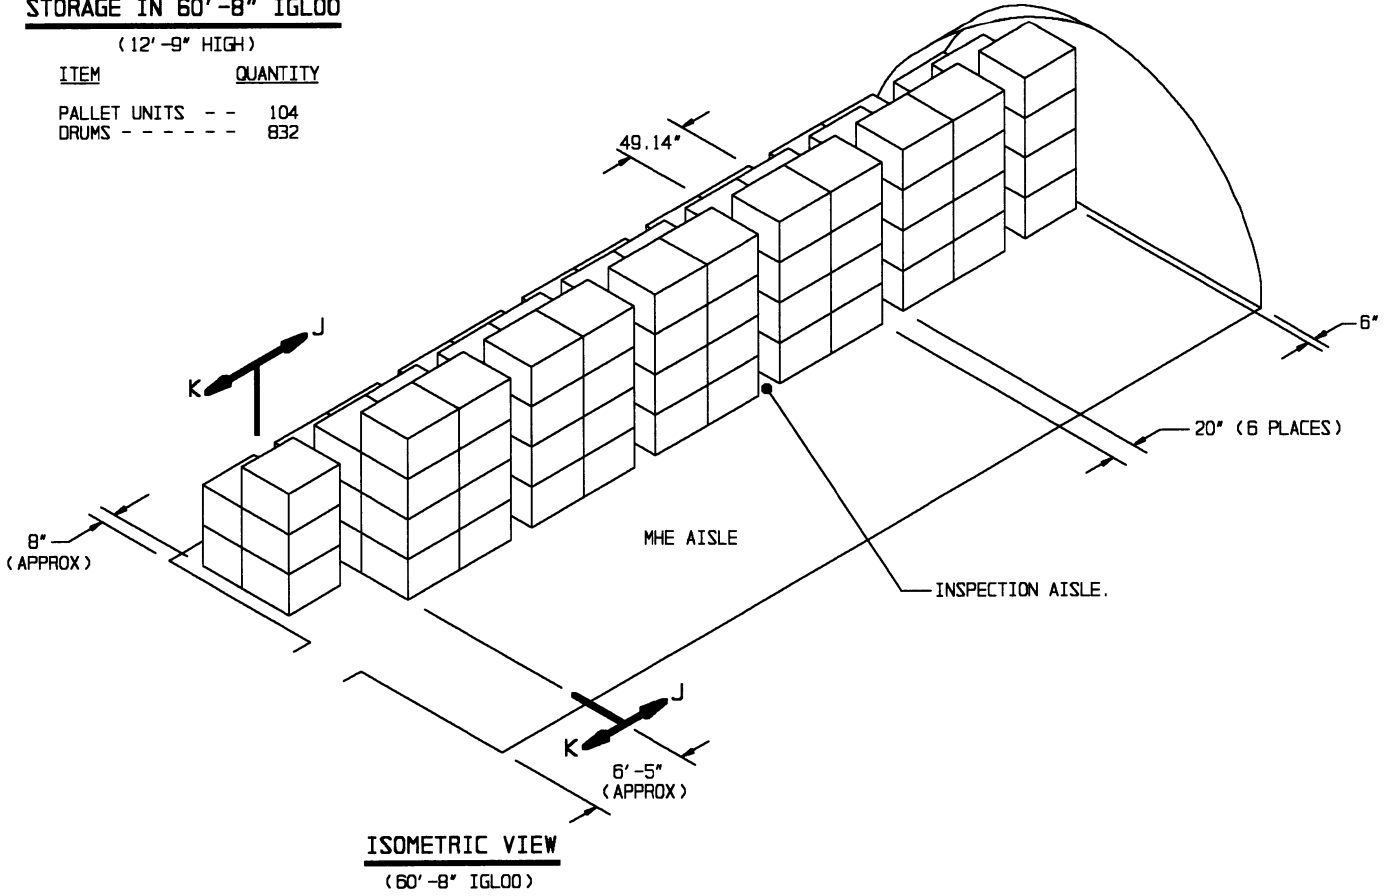 STORAGE IN 60'-8" IGLOO
(12'-9" HIGH)
ITEM QUANTITY
PALLET UNITS -- 104
DRUMS ------ 832
49.14"
J
K
6"
20" (6 PLACES)
8"
(APPROX)
MHE AISLE
INSPECTION AISLE.
J
K
6'-5"
(APPROX)
ISOMETRIC VIEW
(60'-8" IGLOO)